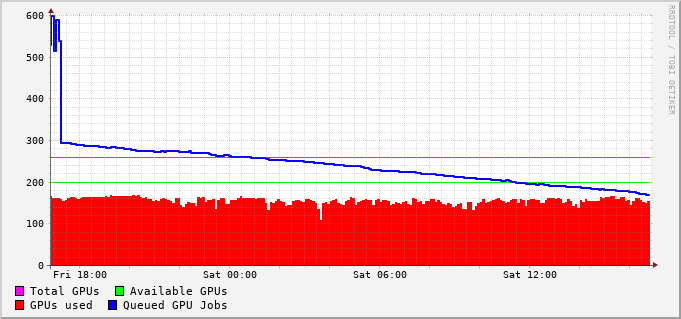 600
500
400
300
200
100
0
Fri 18:00 Sat 00:00 Sat 06:00 Sat 12:00
Total GPUs Available GPUs
GPUs used Queued GPU Jobs
RRDTOOL / TOBI OETIKER